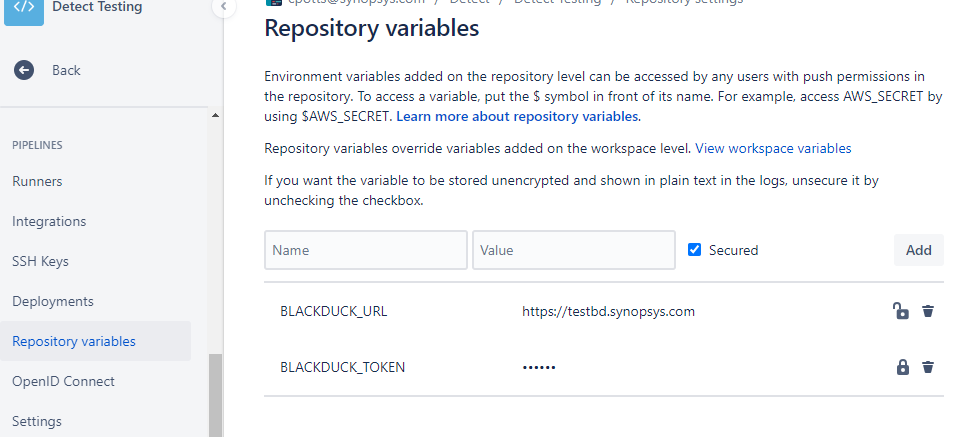 </> Detect Testing
cpotts@synopsys.com / Detect / Detect Testing / Repository settings
Repository variables
Back
Environment variables added on the repository level can be accessed by any users with push permissions in
the repository. To access a variable, put the $ symbol in front of its name. For example, access AWS_SECRET by
using $AWS_SECRET. Learn more about repository variables.
PIPELINES
Repository variables override variables added on the workspace level. View workspace variables
Runners
If you want the variable to be stored unencrypted and shown in plain text in the logs, unsecure it by
unchecking the checkbox.
Integrations
Name Value Secured Add
SSH Keys
Deployments
BLACKDUCK_URL https://testbd.synopsys.com
Repository variables
BLACKDUCK_TOKEN ••••••
OpenID Connect
Settings